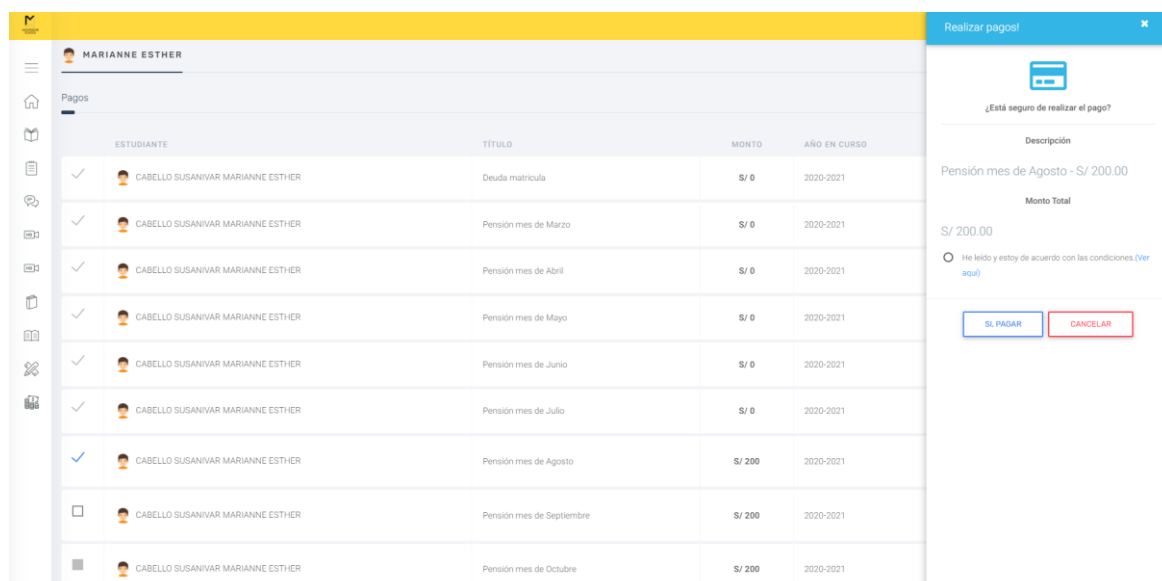 Realizar pagos!
MARIANNE ESTHER
Pagos
ESTUDIANTE TÍTULO MONTO AÑO EN CURSO
CABELLO SUSANIVAR MARIANNE ESTHER Deuda matricula S/ 0 2020-2021
CABELLO SUSANIVAR MARIANNE ESTHER Pensión mes de Marzo S/ 0 2020-2021
CABELLO SUSANIVAR MARIANNE ESTHER Pensión mes de Abril S/ 0 2020-2021
CABELLO SUSANIVAR MARIANNE ESTHER Pensión mes de Mayo S/ 0 2020-2021
CABELLO SUSANIVAR MARIANNE ESTHER Pensión mes de Junio S/ 0 2020-2021
CABELLO SUSANIVAR MARIANNE ESTHER Pensión mes de Julio S/ 0 2020-2021
CABELLO SUSANIVAR MARIANNE ESTHER Pensión mes de Agosto S/ 200 2020-2021
CABELLO SUSANIVAR MARIANNE ESTHER Pensión mes de Septiembre S/ 200 2020-2021
CABELLO SUSANIVAR MARIANNE ESTHER Pensión mes de Octubre S/ 200 2020-2021
¿Está seguro de realizar el pago?
Descripción
Pensión mes de Agosto - S/ 200.00
Monto Total
S/ 200.00
He leído y estoy de acuerdo con las condiciones.(Ver
aquí)
SI, PAGAR
CANCELAR